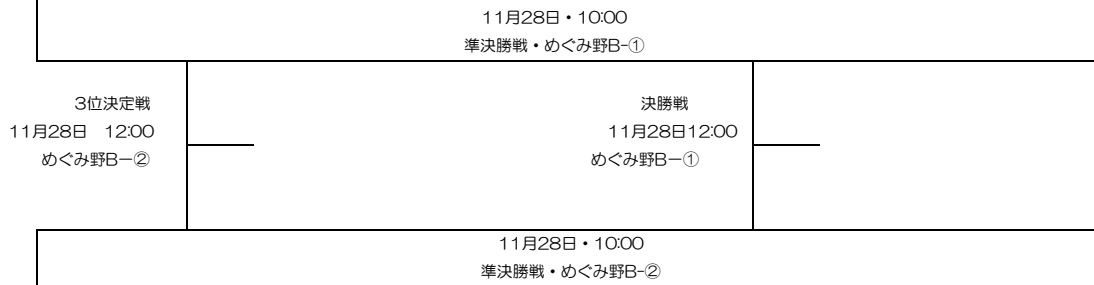 11月28日・10:00
準決勝戦・めぐみ野B-①
3位決定戦
11月28日　12:00
めぐみ野Bー②
決勝戦
11月28日12:00
めぐみ野Bー①
11月28日・10:00
準決勝戦・めぐみ野B-②